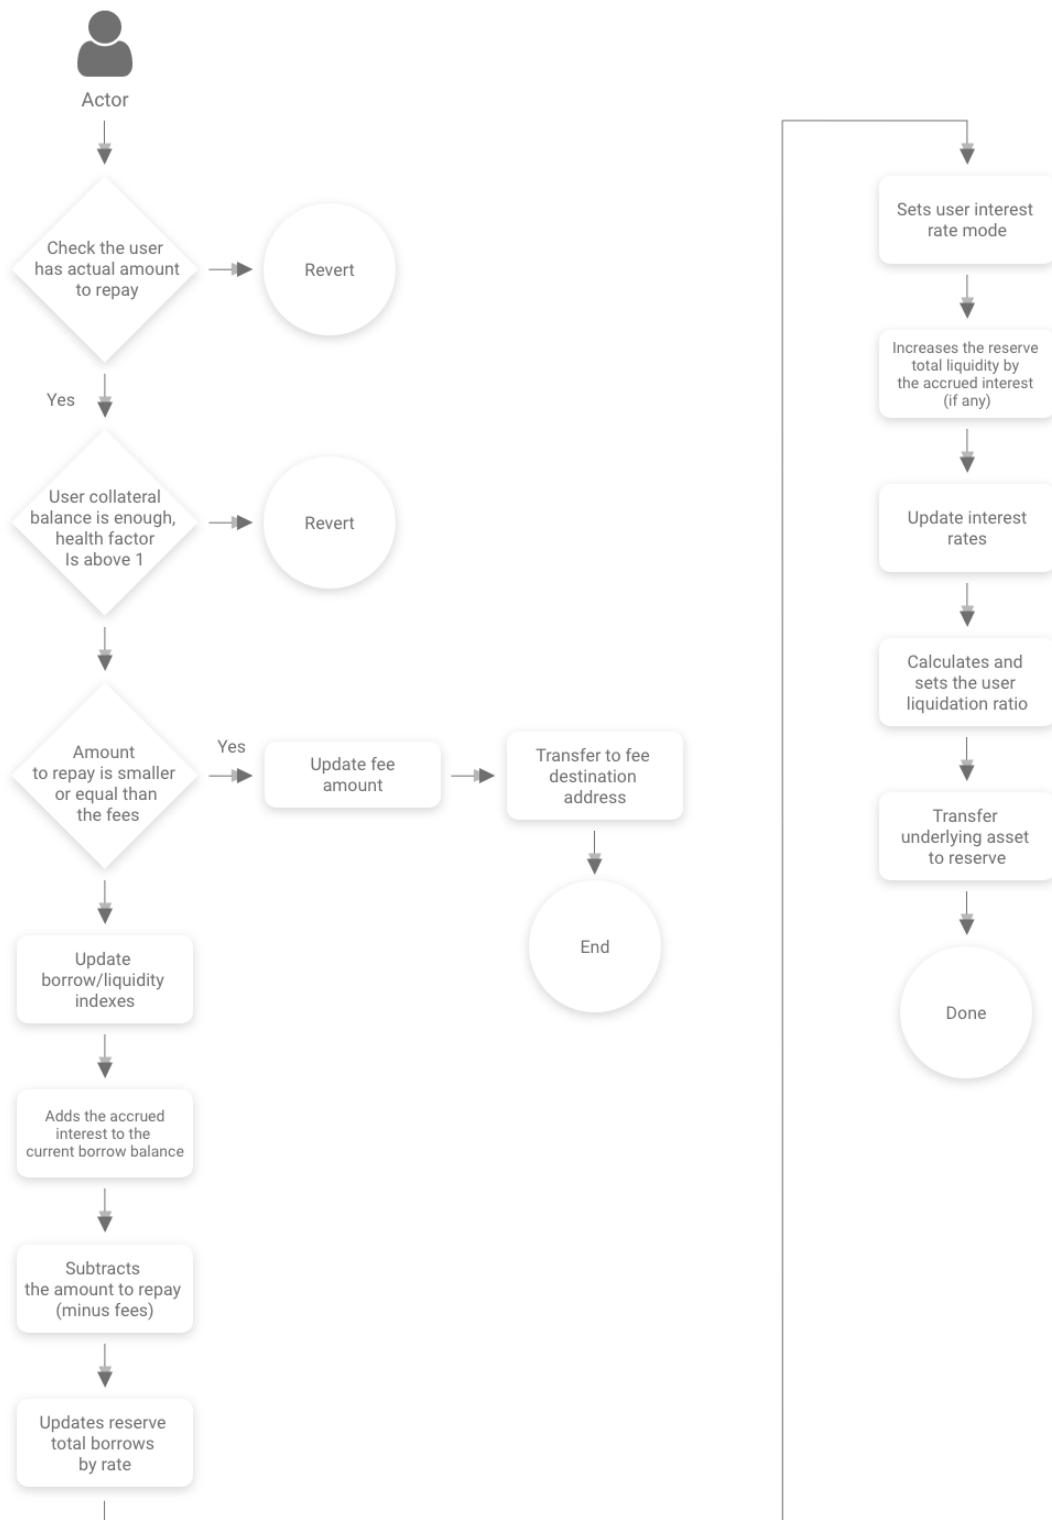 Actor
Check the user
has actual amount
to repay
Revert
Yes
User collateral
balance is enough,
health factor
Is above 1
Revert
Amount
to repay is smaller
or equal than
the fees
Yes
Update fee
amount
Transfer to fee
destination
address
End
Update
borrow/liquidity
indexes
Adds the accrued
interest to the
current borrow balance
Subtracts
the amount to repay
(minus fees)
Updates reserve
total borrows
by rate
Sets user interest
rate mode
Increases the reserve
total liquidity by
the accrued interest
(if any)
Update interest
rates
Calculates and
sets the user
liquidation ratio
Transfer
underlying asset
to reserve
Done